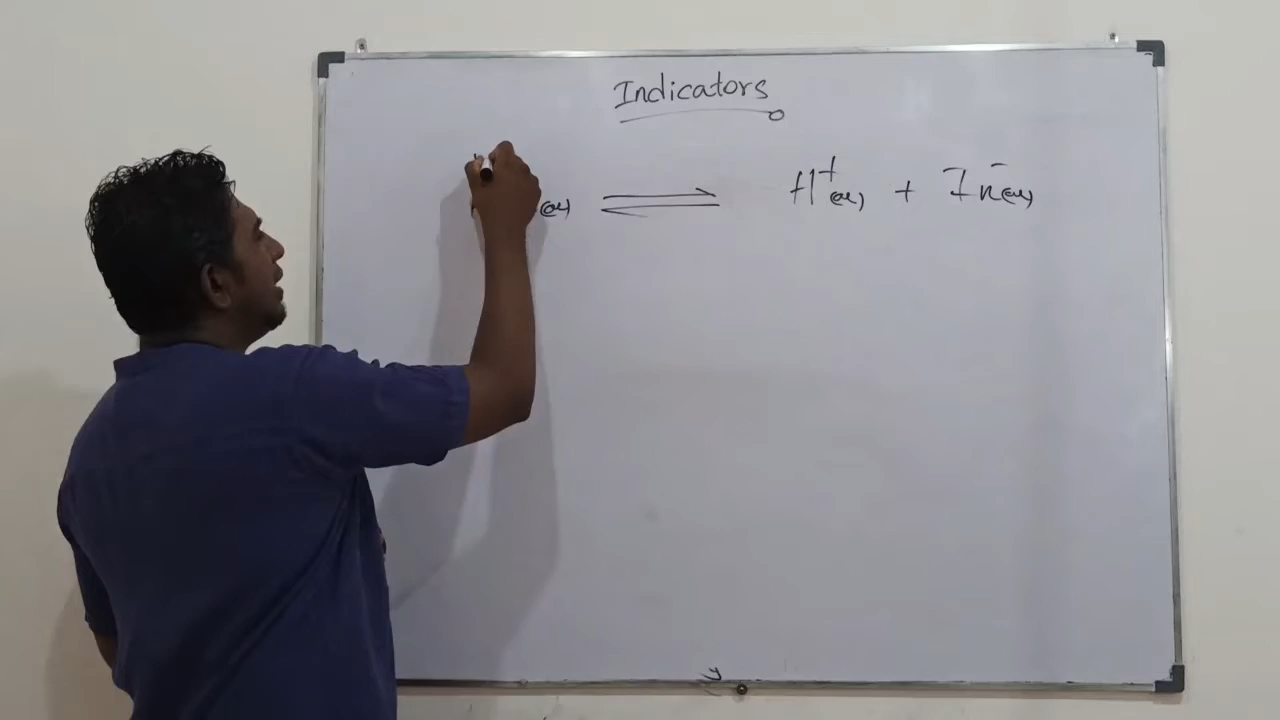 Indicators
(aq) ⇌ H⁺(aq) + In⁻(aq)